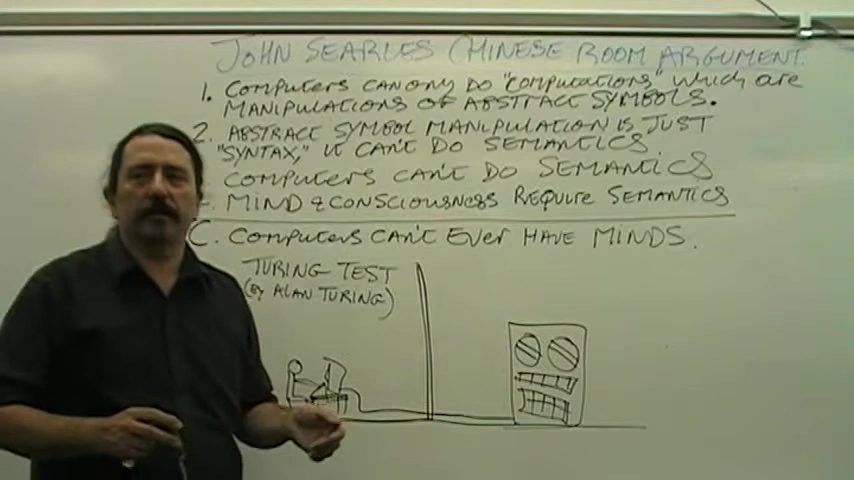 JOHN SEARLES CHINESE ROOM ARGUMENT.
1. COMPUTERS CAN ONY DO "COMPUTATIONS" WHICH ARE
MANIPULATIONS OF ABSTRACT SYMBOLS.
2. ABSTRACT SYMBOL MANIPULATION IS JUST
"SYNTAX," IT CAN'T DO SEMANTICS.
COMPUTERS CAN'T DO SEMANTICS
MIND & CONSCIOUSNESS REQUIRE SEMANTICS
C. COMPUTERS CAN'T EVER HAVE MINDS.
TURING TEST
(BY ALAN TURING)